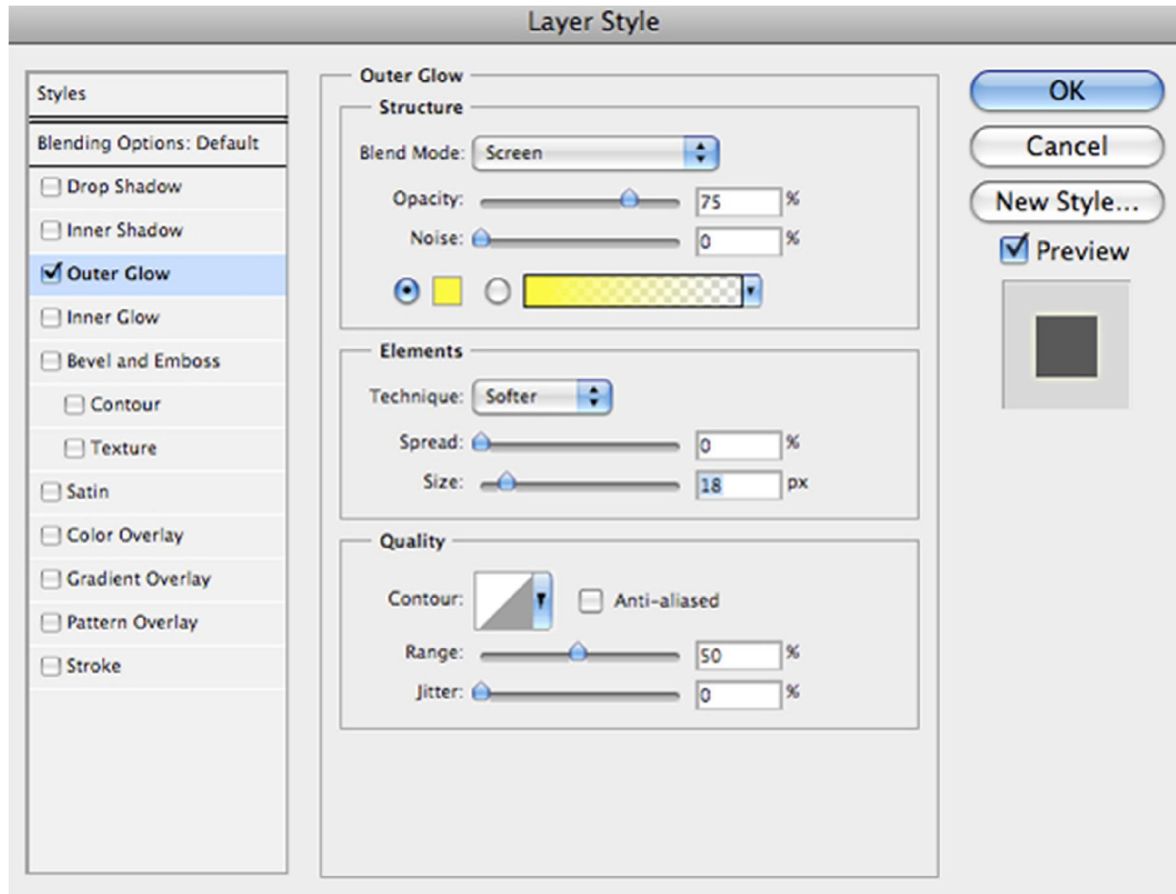 Layer Style
Styles
Blending Options: Default
Drop Shadow
Inner Shadow
Outer Glow
Inner Glow
Bevel and Emboss
Contour
Texture
Satin
Color Overlay
Gradient Overlay
Pattern Overlay
Stroke
Outer Glow
Structure
Blend Mode: Screen
Opacity: 75 %
Noise: 0 %
Elements
Technique: Softer
Spread: 0 %
Size: 18 px
Quality
Contour: Anti-aliased
Range: 50 %
Jitter: 0 %
OK
Cancel
New Style...
Preview